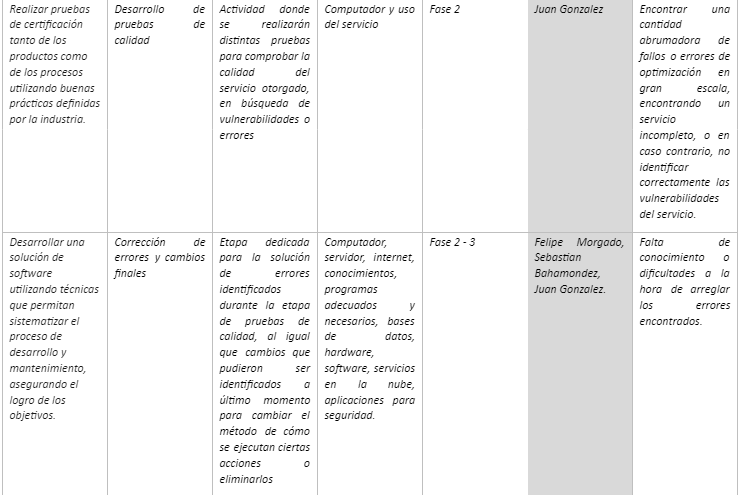 Realizar pruebas
de certificación
tanto de los
productos como
de los procesos
utilizando buenas
prácticas definidas
por la industria.
Desarrollo de
pruebas de
calidad
Actividad donde
se realizarán
distintas pruebas
para comprobar la
calidad del
servicio otorgado,
en búsqueda de
vulnerabilidades o
errores
Computador y uso
del servicio
Fase 2
Juan Gonzalez
Encontrar una
cantidad
abrumadora de
fallos o errores de
optimización en
gran escala,
encontrando un
servicio
incompleto, o en
caso contrario, no
identificar
correctamente las
vulnerabilidades
del servicio.
Desarrollar una
solución de
software
utilizando técnicas
que permitan
sistematizar el
proceso de
desarrollo y
mantenimiento,
asegurando el
logro de los
objetivos.
Corrección de
errores y cambios
finales
Etapa dedicada
para la solución
de errores
identificados
durante la etapa
de pruebas de
calidad, al igual
que cambios que
pudieron ser
identificados a
último momento
para cambiar el
método de cómo
se ejecutan ciertas
acciones o
eliminarlos
Computador,
servidor, internet,
conocimientos,
programas
adecuados y
necesarios, bases
de datos,
hardware,
software, servicios
en la nube,
aplicaciones para
seguridad.
Fase 2 - 3
Felipe Morgado,
Sebastian
Bahamondez,
Juan Gonzalez.
Falta de
conocimiento o
dificultades a la
hora de arreglar
los errores
encontrados.